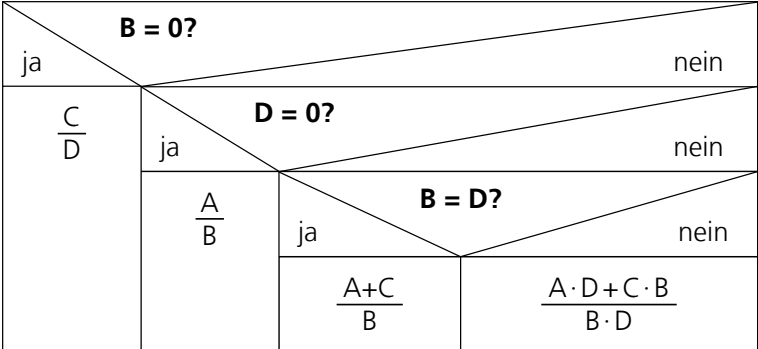 B = 0?
ja nein
C
D
D = 0?
ja nein
A
B
B = D?
ja nein
A+C
B
A·D+C·B
B·D